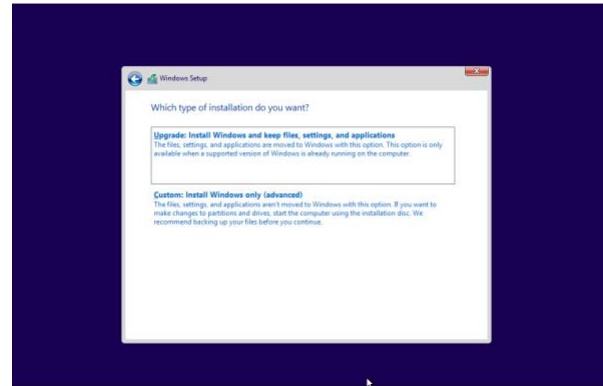 Windows Setup
Which type of installation do you want?
Upgrade: Install Windows and keep files, settings, and applications
The files, settings, and applications are moved to Windows with this option. This option is only
available when a supported version of Windows is already running on the computer.
Custom: Install Windows only (advanced)
The files, settings, and applications aren't moved to Windows with this option. If you want to
make changes to partitions and drives, start the computer using the installation disc. We
recommend backing up your files before you continue.